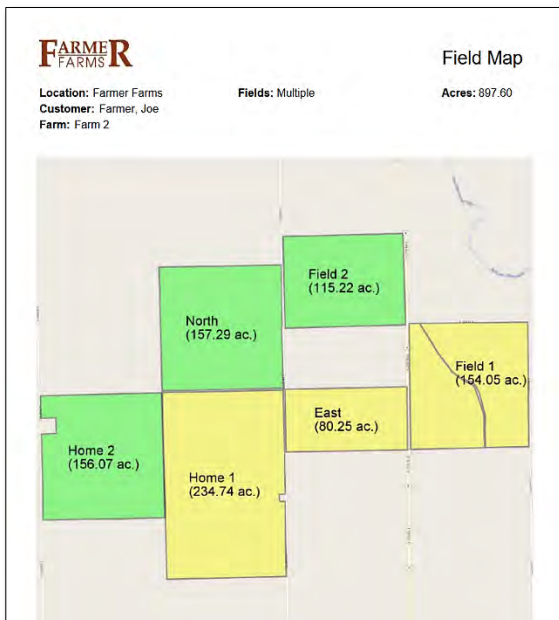 FARMER
FARMS
Field Map
Location: Farmer Farms
Fields: Multiple
Acres: 897.60
Customer: Farmer, Joe
Farm: Farm 2
Field 2
(115.22 ac.)
North
(157.29 ac.)
Field 1
(154.05 ac.)
East
(80.25 ac.)
Home 2
(156.07 ac.)
Home 1
(234.74 ac.)